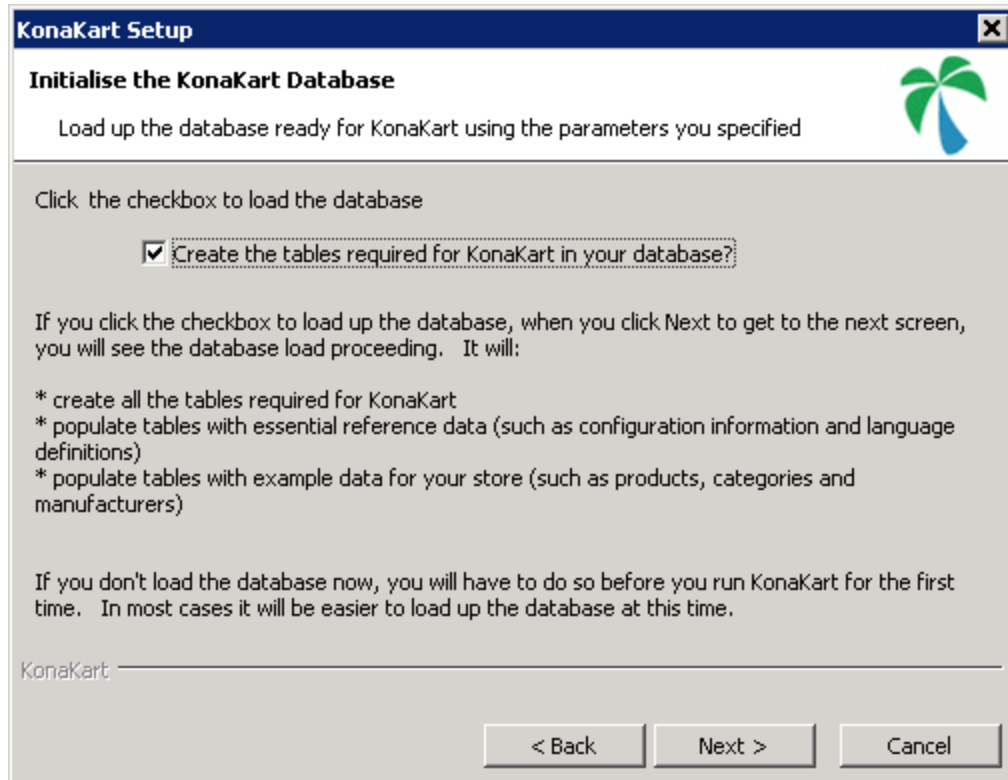 KonaKart Setup
Initialise the KonaKart Database
Load up the database ready for KonaKart using the parameters you specified
Click  the checkbox to load the database
Create the tables required for KonaKart in your database?
If you click the checkbox to load up the database, when you click Next to get to the next screen,
you will see the database load proceeding.   It will:
* create all the tables required for KonaKart
* populate tables with essential reference data (such as configuration information and language
definitions)
* populate tables with example data for your store (such as products, categories and
manufacturers)
If you don't load the database now, you will have to do so before you run KonaKart for the first
time.   In most cases it will be easier to load up the database at this time.
KonaKart
< Back
Next >
Cancel